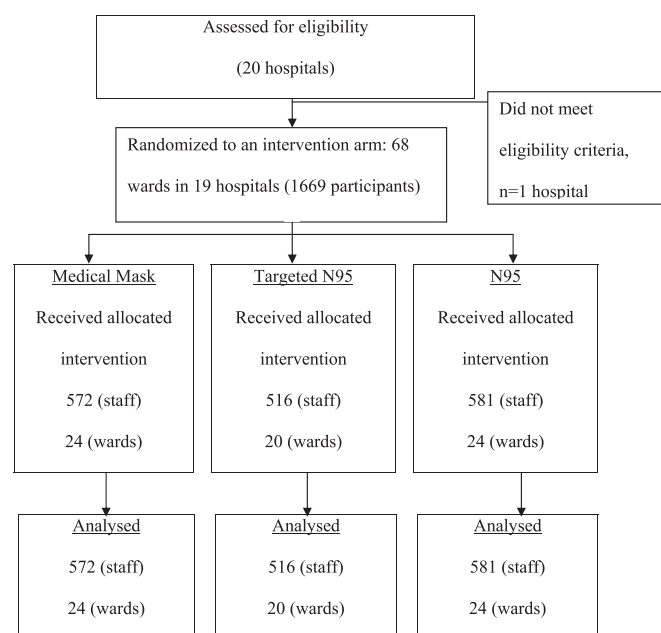 Assessed for eligibility
(20 hospitals)
Did not meet
eligibility criteria,
n=1 hospital
Randomized to an intervention arm: 68
wards in 19 hospitals (1669 participants)
Medical Mask
Received allocated
intervention
572 (staff)
24 (wards)
Targeted N95
Received allocated
intervention
516 (staff)
20 (wards)
N95
Received allocated
intervention
581 (staff)
24 (wards)
Analysed
572 (staff)
24 (wards)
Analysed
516 (staff)
20 (wards)
Analysed
581 (staff)
24 (wards)